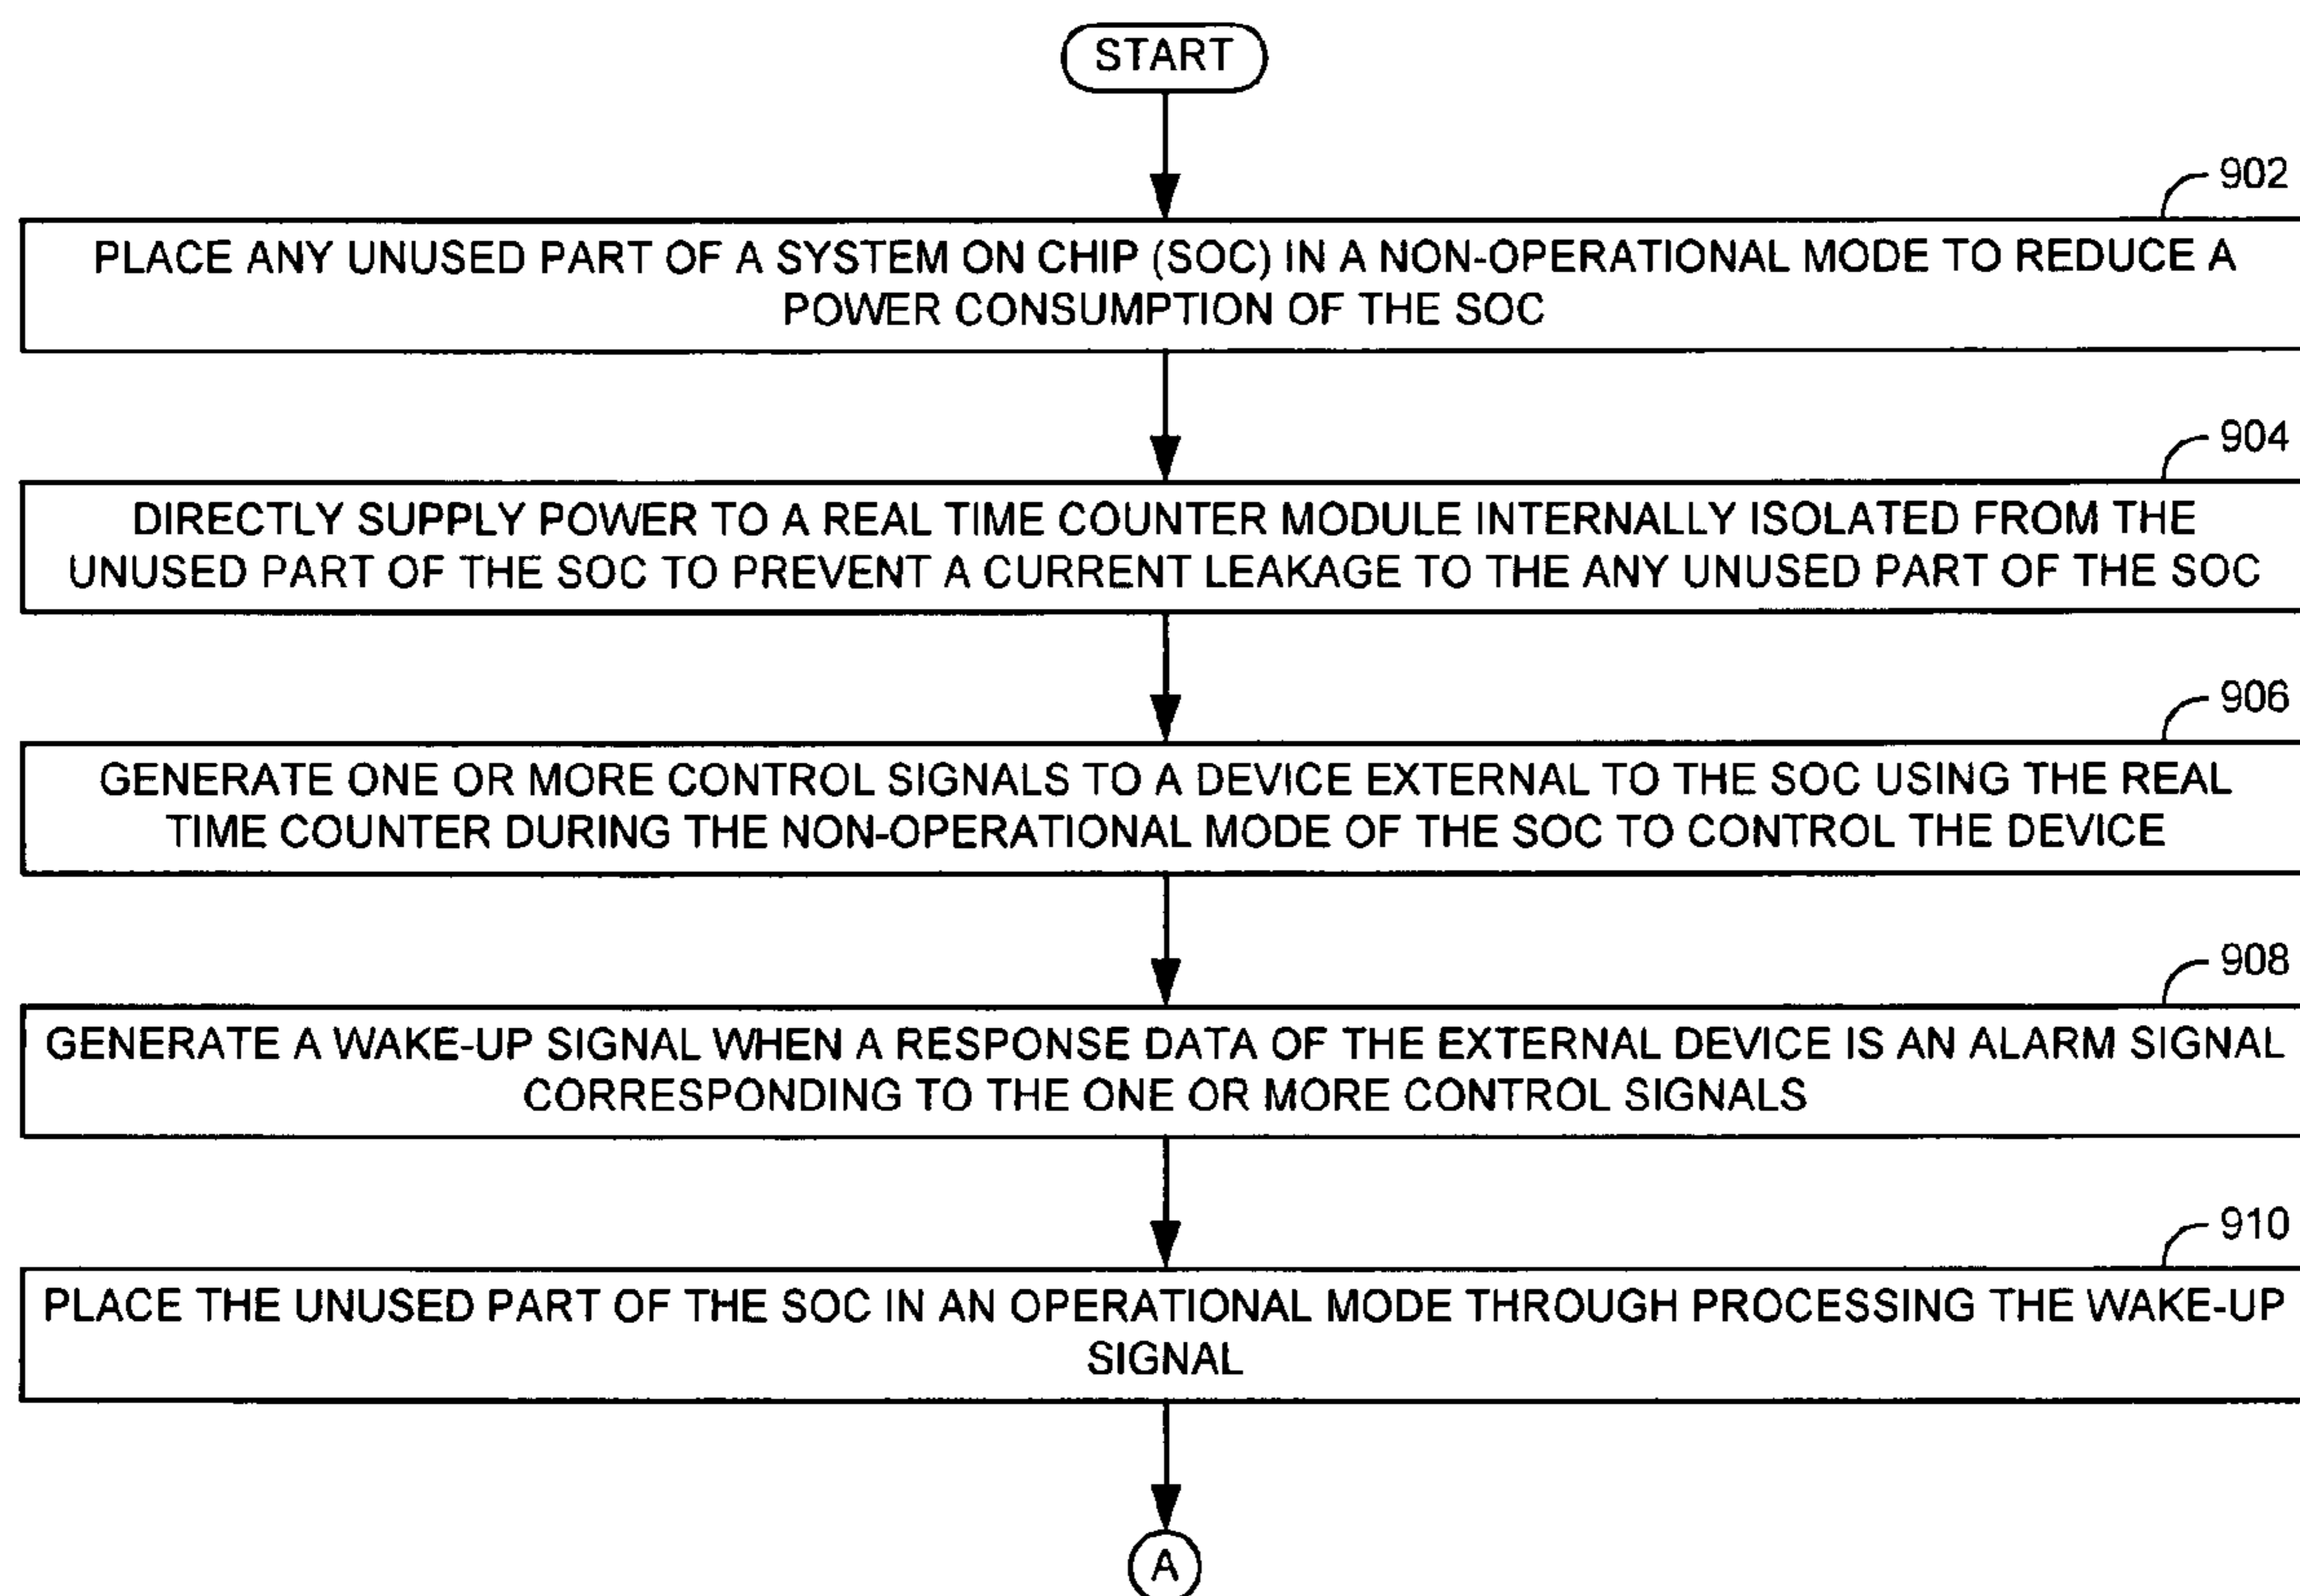 START
902
PLACE ANY UNUSED PART OF A SYSTEM ON CHIP (SOC) IN A NON-OPERATIONAL MODE TO REDUCE A
POWER CONSUMPTION OF THE SOC
904
DIRECTLY SUPPLY POWER TO A REAL TIME COUNTER MODULE INTERNALLY ISOLATED FROM THE
UNUSED PART OF THE SOC TO PREVENT A CURRENT LEAKAGE TO THE ANY UNUSED PART OF THE SOC
906
GENERATE ONE OR MORE CONTROL SIGNALS TO A DEVICE EXTERNAL TO THE SOC USING THE REAL
TIME COUNTER DURING THE NON-OPERATIONAL MODE OF THE SOC TO CONTROL THE DEVICE
908
GENERATE A WAKE-UP SIGNAL WHEN A RESPONSE DATA OF THE EXTERNAL DEVICE IS AN ALARM SIGNAL
CORRESPONDING TO THE ONE OR MORE CONTROL SIGNALS
910
PLACE THE UNUSED PART OF THE SOC IN AN OPERATIONAL MODE THROUGH PROCESSING THE WAKE-UP
SIGNAL
A